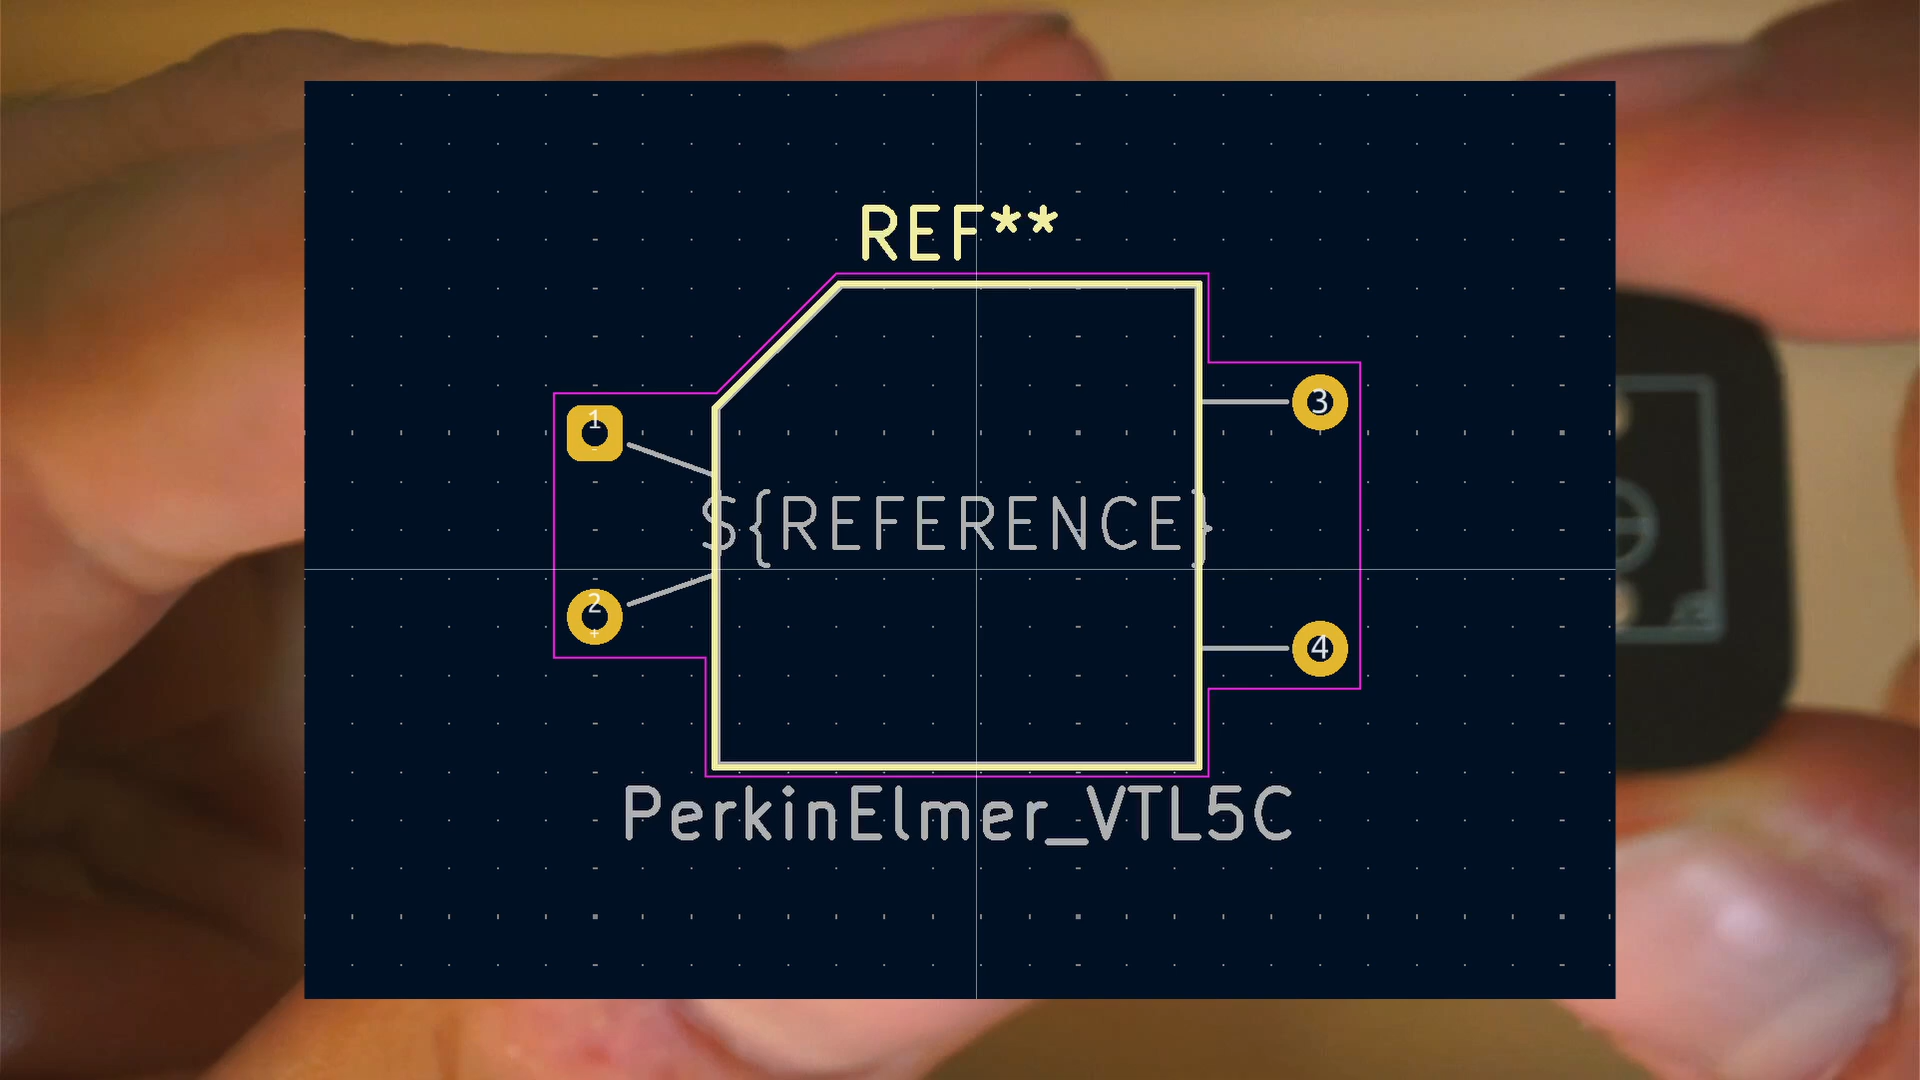 REF**
1
-
3
${REFERENCE}
2
+
4
PerkinElmer_VTL5C